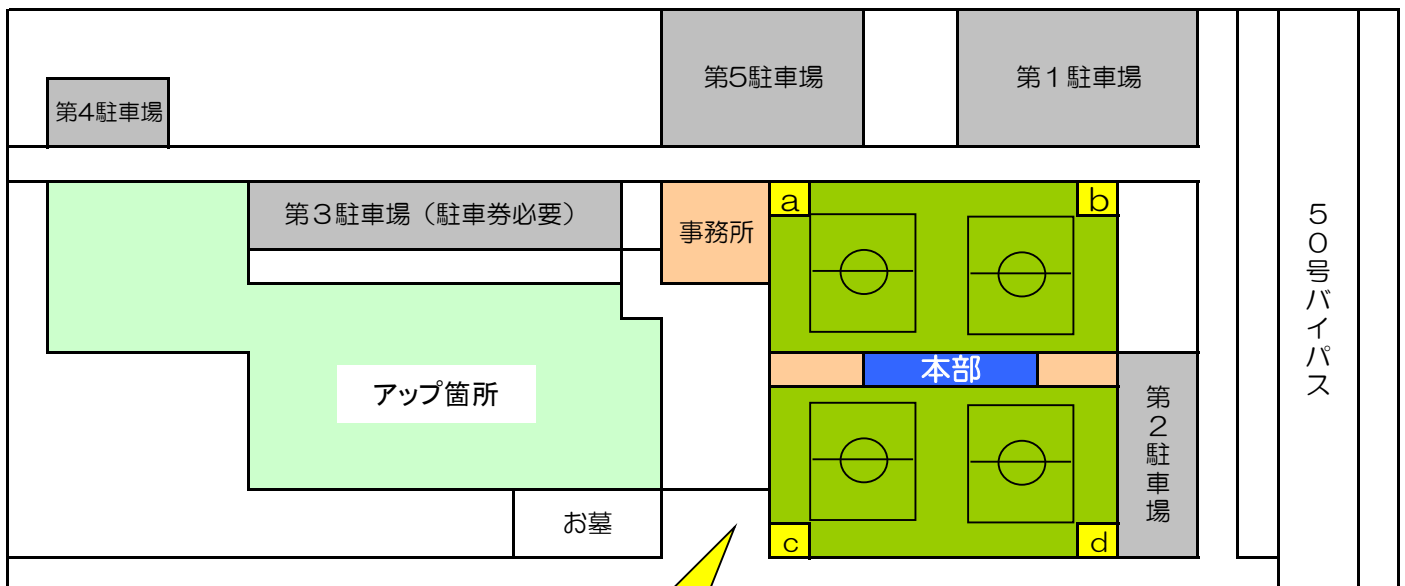 第5駐車場
第１駐車場
第4駐車場
第３駐車場（駐車券必要）
事務所
a
b
５０号バイパス
本部
アップ箇所
第２駐車場
お墓
c
d